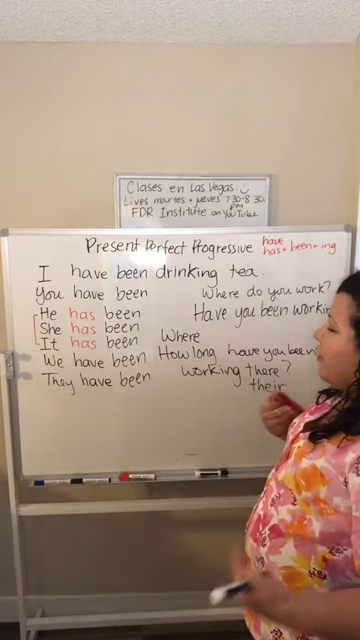 Clases en Las Vegas
Lives martes + jueves 7:30-8:30 PM
FDR Institute on YouTube
Present Perfect Progressive have
has + been + ing
I have been drinking tea.
You have been
Where do you work?
He has been
Have you been workin
She has been
It has been
Where
We have been
How long have you been
working there?
They have been
their